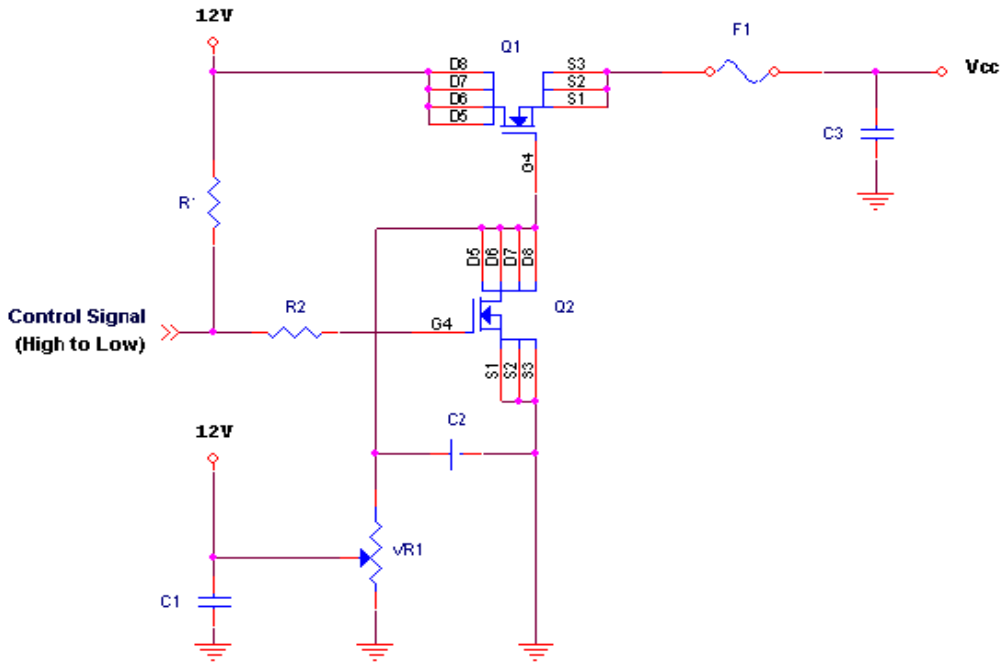 12V
Q1
F1
D8
D7
D6
D5
S3
S2
S1
Vcc
C3
G4
R1
D5
D6
D7
D8
Control Signal
(High to Low)
R2
G4
Q2
S1
S2
S3
12V
C2
VR1
C1